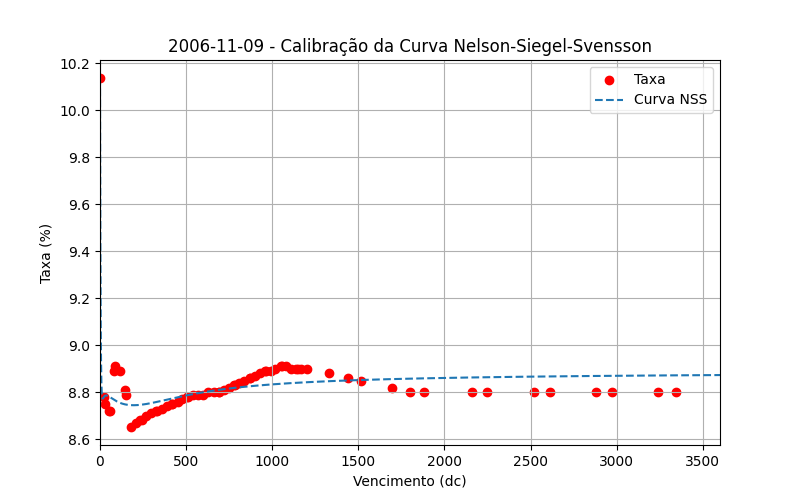 2006-11-09 - Calibração da Curva Nelson-Siegel-Svensson
Taxa
Curva NSS
Taxa (%)
10.2
10.0
9.8
9.6
9.4
9.2
9.0
8.8
8.6
0 500 1000 1500 2000 2500 3000 3500
Vencimento (dc)